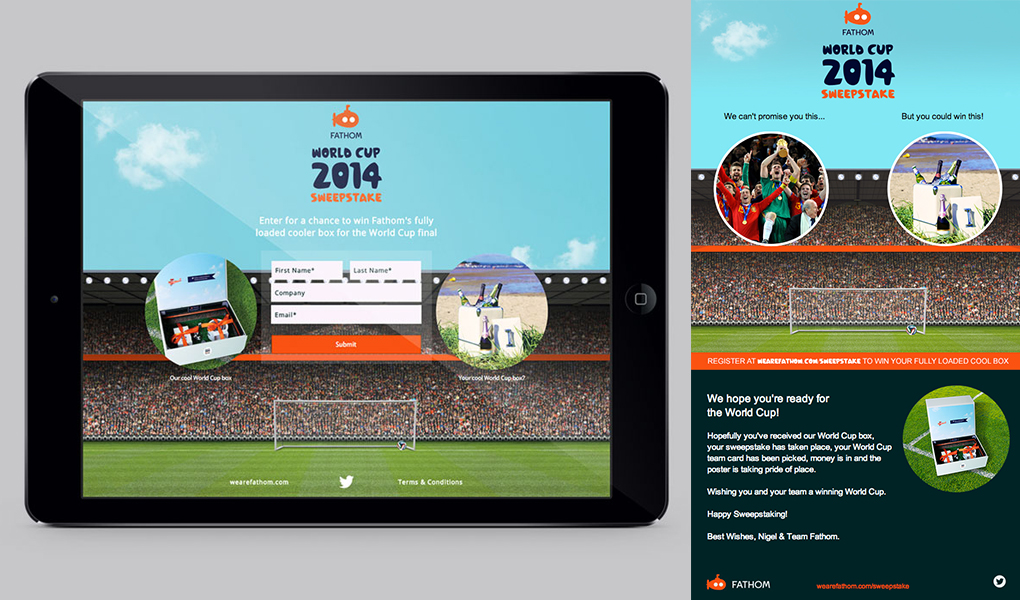 FATHOM
WORLD CUP
2014
SWEEPSTAKE
Enter for a chance to win Fathom's fully
loaded cooler box for the World Cup final
First Name*
Last Name*
Company
Email*
Submit
Our cool World Cup box
Your cool World Cup box?
wearefathom.com
Terms & Conditions
FATHOM
WORLD CUP
2014
SWEEPSTAKE
We can't promise you this...
But you could win this!
REGISTER AT WEAREFATHOM.COM/SWEEPSTAKE TO WIN YOUR FULLY LOADED COOL BOX
We hope you're ready for
the World Cup!
Hopefully you've received our World Cup box,
your sweepstake has taken place, your World Cup
team card has been picked, money is in and the
poster is taking pride of place.
Wishing you and your team a winning World Cup.
Happy Sweepstaking!
Best Wishes, Nigel & Team Fathom.
FATHOM
wearefathom.com/sweepstake